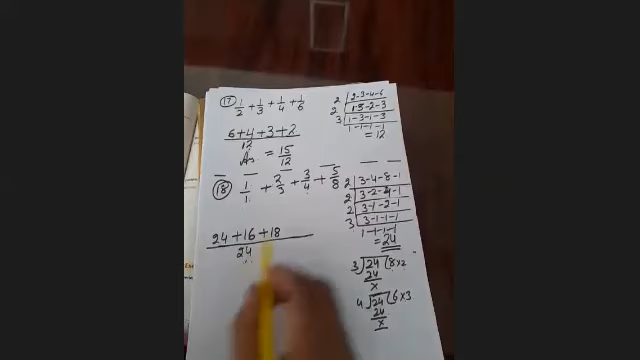 17 1/2 + 1/3 + 1/4 + 1/6
6+4+3+2
12
Ans = 15/12
2 | 2-3-4-6
2 | 1-3-2-3
3 | 1-3-1-3
1-1-1-1
= 12
18 1/1 + 2/3 + 3/4 + 5/8
24 + 16 + 18
24
2 | 3-4-8-1
2 | 3-2-4-1
2 | 3-1-2-1
3 | 3-1-1-1
1-1-1-1
= 24
3 24 8×2
24
x
4 24 6×3
24
x